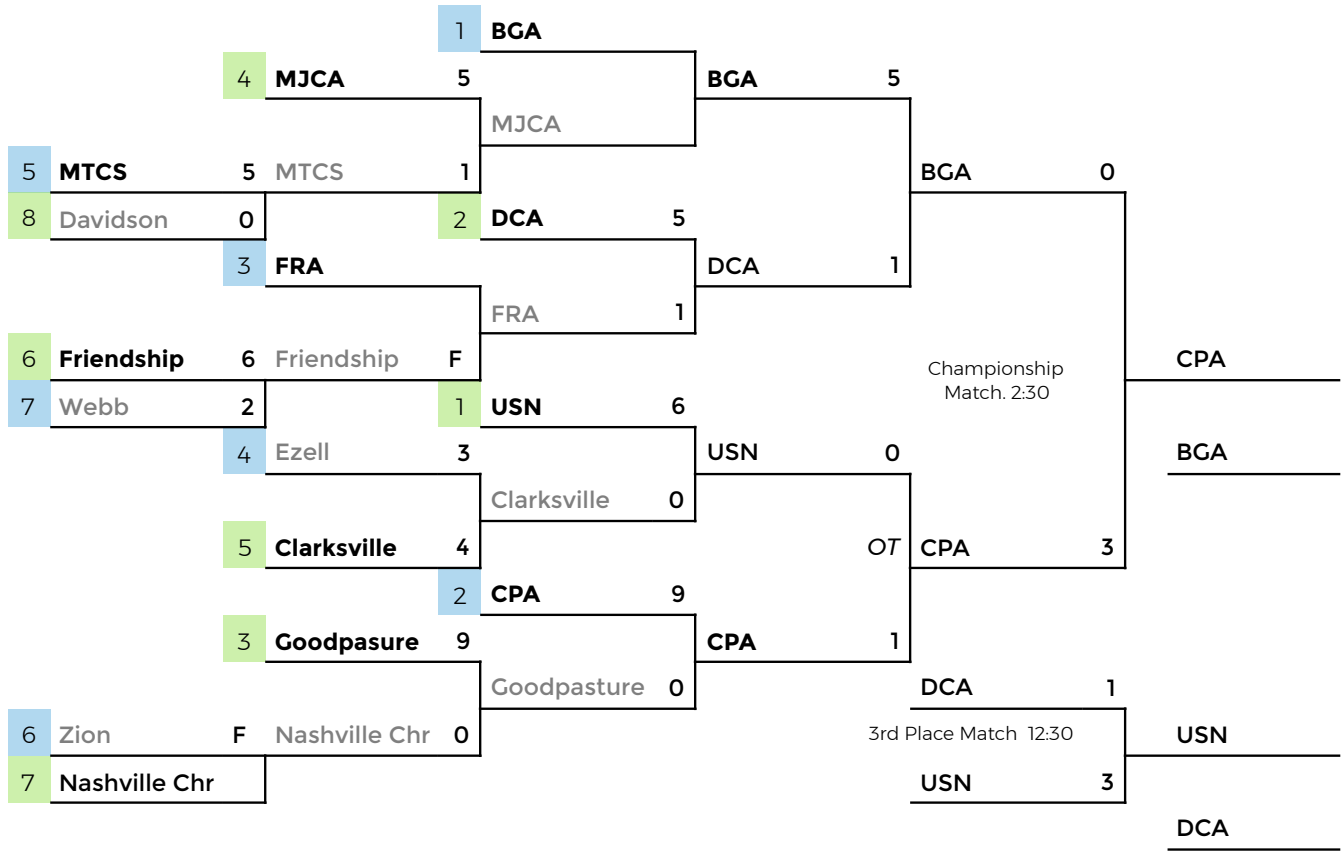 1 BGA
4 MJCA 5 BGA 5
MJCA
5 MTCS 5 MTCS 1 BGA 0
8 Davidson 0 2 DCA 5
3 FRA DCA 1
FRA 1
6 Friendship 6 Friendship F Championship CPA
Match. 2:30
7 Webb 2 1 USN 6
4 Ezell 3 USN 0 BGA
Clarksville 0
5 Clarksville 4 OT CPA 3
2 CPA 9
3 Goodpasure 9 CPA 1
Goodpasture 0 DCA 1
6 Zion F Nashville Chr 0 3rd Place Match 12:30 USN
7 Nashville Chr USN 3
DCA